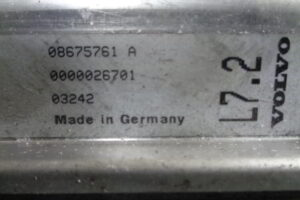 08675761 A
0000026701
03242
Made in Germany
L7.2
VOLVO